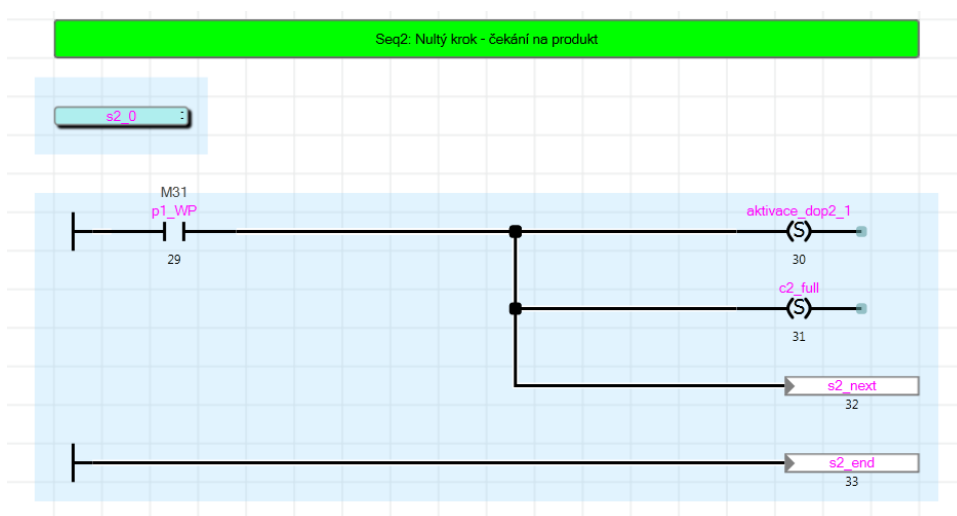 Seq2: Nultý krok - čekání na produkt
s2_0 :
M31
p1_WP
29
aktivace_dop2_1
(S)
30
c2_full
(S)
31
s2_next
32
s2_end
33